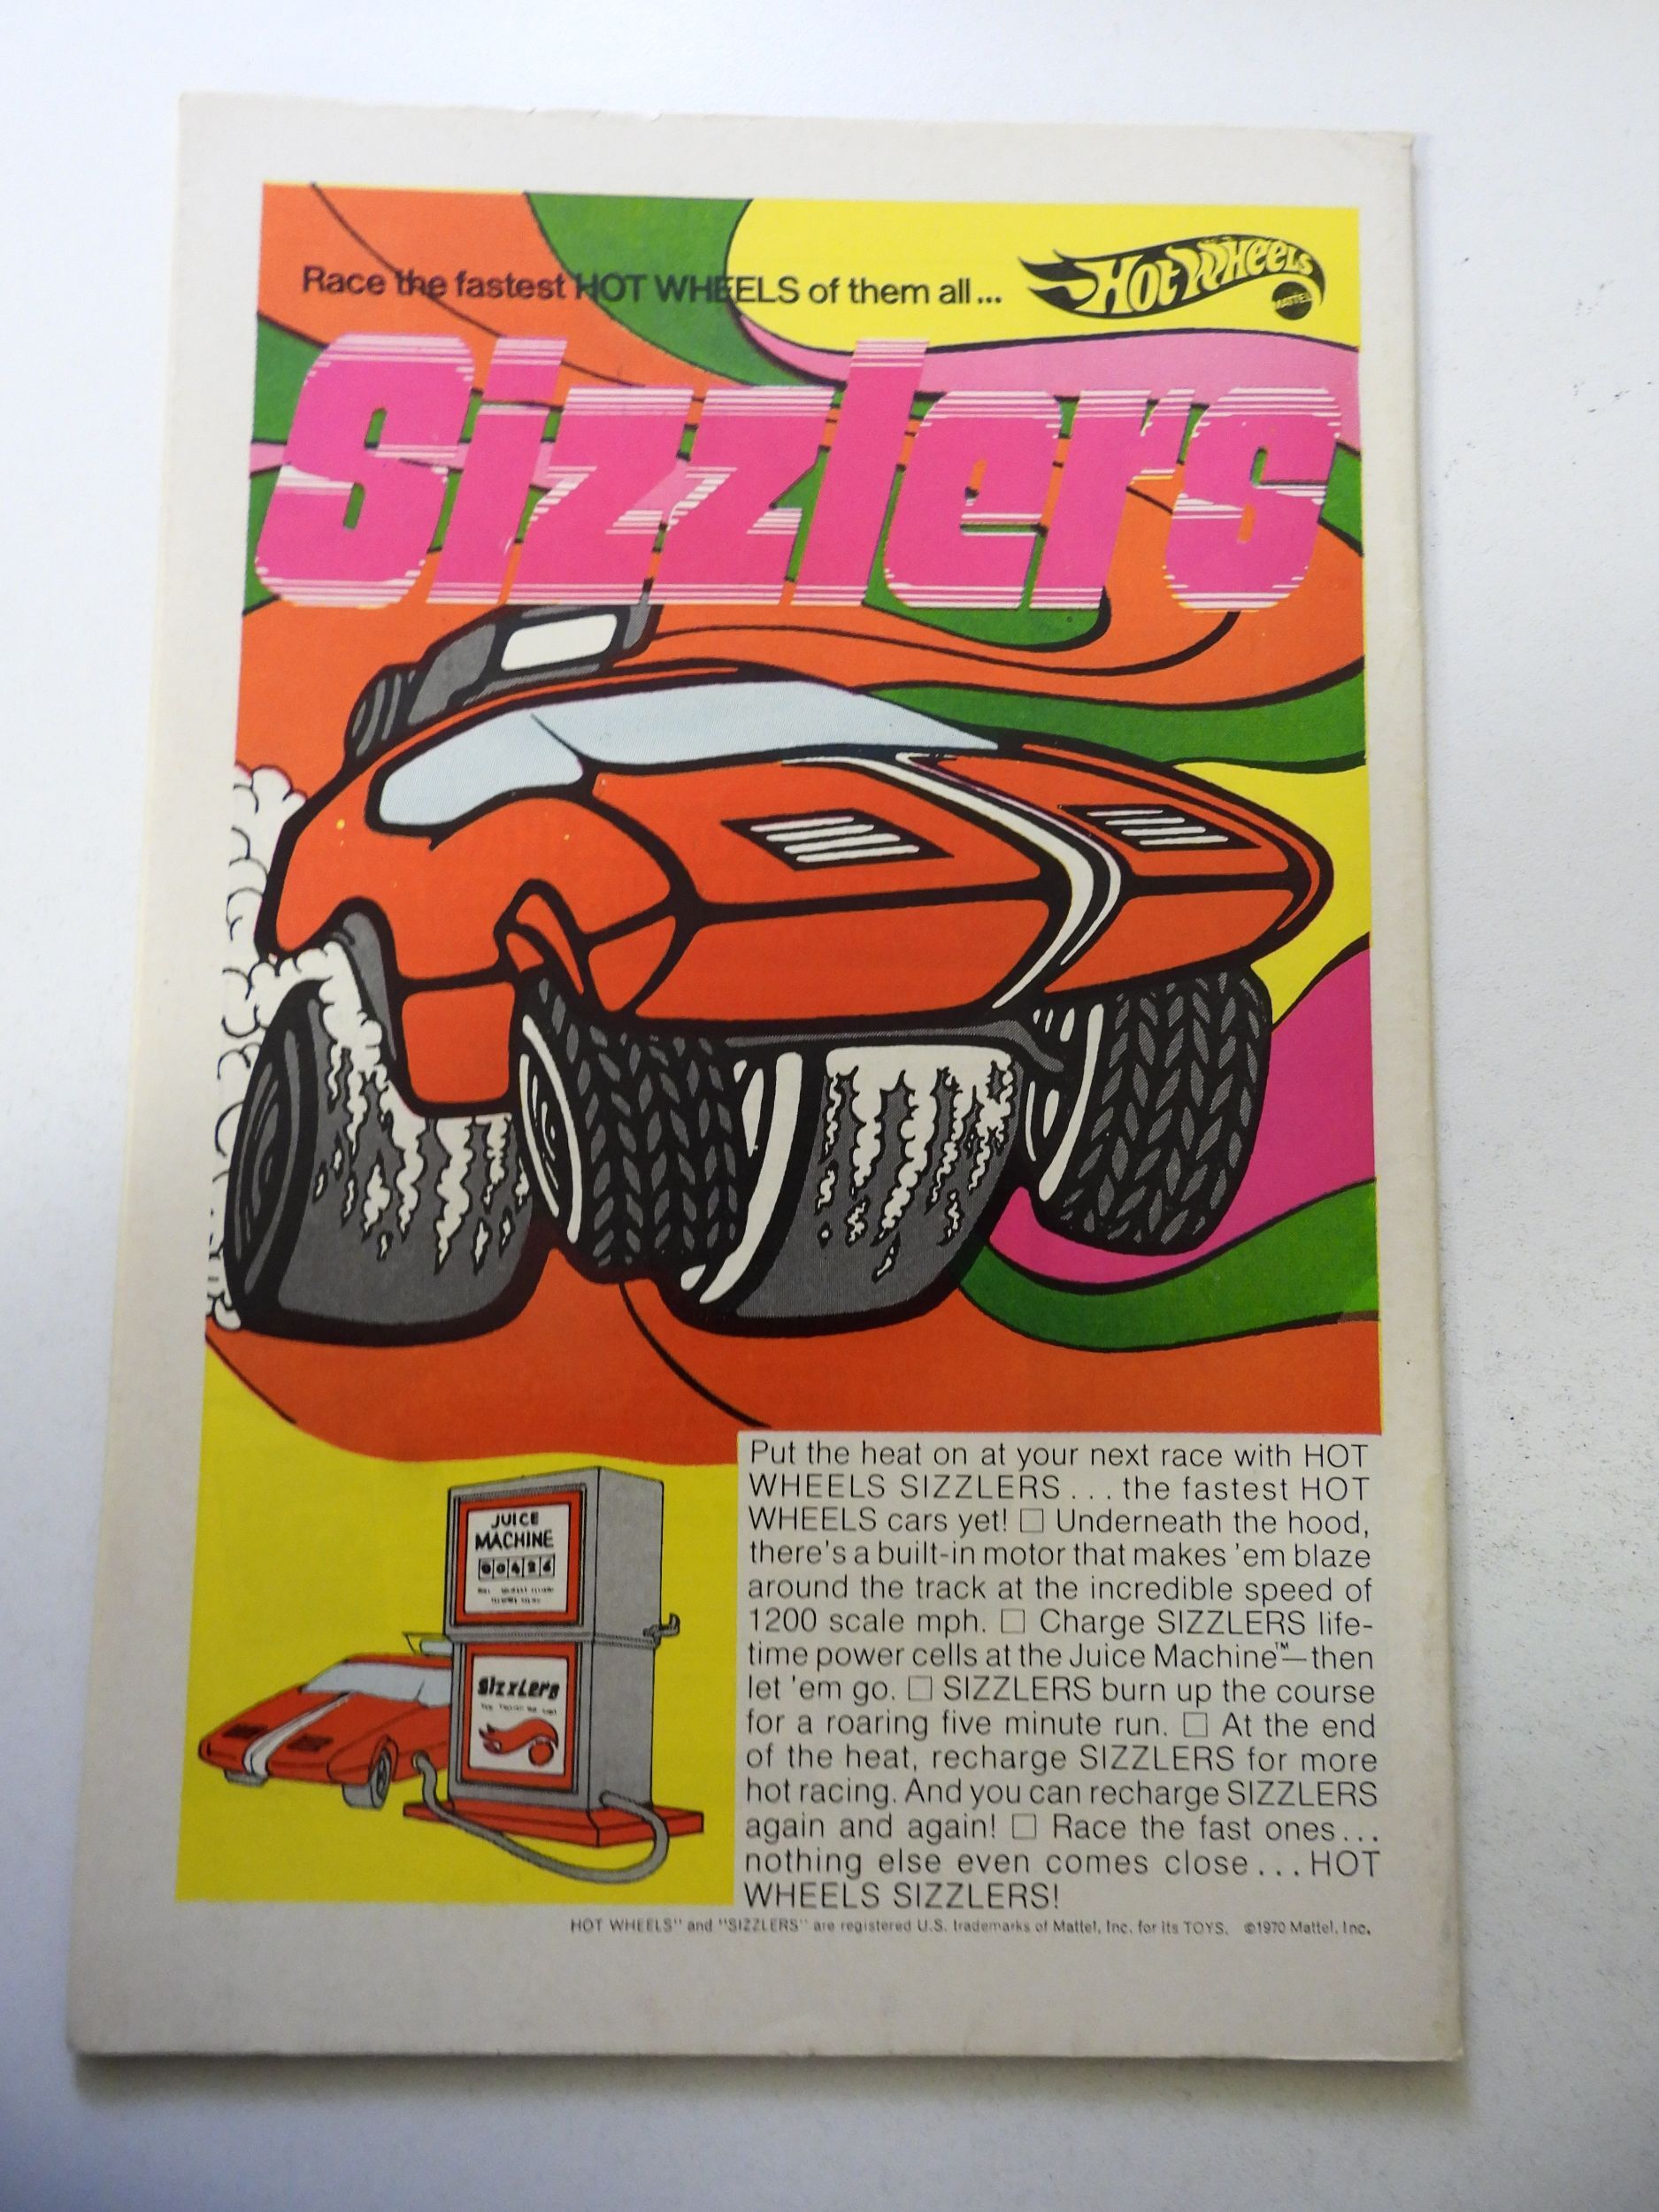 Race the fastest HOT WHEELS of them all...
Hot Wheels
MATTEL
Sizzlers
Put the heat on at your next race with HOT
WHEELS SIZZLERS... the fastest HOT
WHEELS cars yet! □ Underneath the hood,
there's a built-in motor that makes 'em blaze
around the track at the incredible speed of
1200 scale mph. □ Charge SIZZLERS life-
time power cells at the Juice Machine™—then
let 'em go. □ SIZZLERS burn up the course
for a roaring five minute run. □ At the end
of the heat, recharge SIZZLERS for more
hot racing. And you can recharge SIZZLERS
again and again! □ Race the fast ones...
nothing else even comes close...HOT
WHEELS SIZZLERS!
JUICE
MACHINE
00426
Sizzlers
HOT WHEELS" and "SIZZLERS" are registered U.S. trademarks of Mattel, Inc. for its TOYS. ©1970 Mattel, Inc.